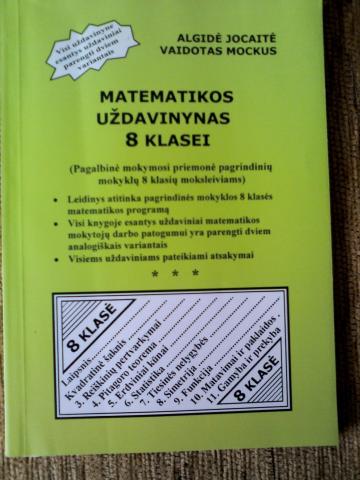 Visi uždavinyne
esantys uždaviniai
parengti dviem
variantais
ALGIDĖ JOCAITĖ
VAIDOTAS MOCKUS
MATEMATIKOS
UŽDAVINYNAS
8 KLASEI
(Pagalbinė mokymosi priemonė pagrindinių
mokyklų 8 klasių moksleiviams)
• Leidinys atitinka pagrindinės mokyklos 8 klasės
matematikos programą
• Visi knygoje esantys uždaviniai matematikos
mokytojų darbo patogumui yra parengti dviem
analogiškais variantais
• Visiems uždaviniams pateikiami atsakymai
* * *
8 KLASĖ
Laipsnis
Kvadratinė šaknis
3. Reiškinių pertvarkymai
4. Pitagoro teorema
5. Erdviniai kūnai
6. Statistika
7. Tiesinės nelygybės
8. Simetrija
9. Funkcija
10. Matavimai ir paklaidos
11. Gamyba ir prekyba
8 KLASĖ